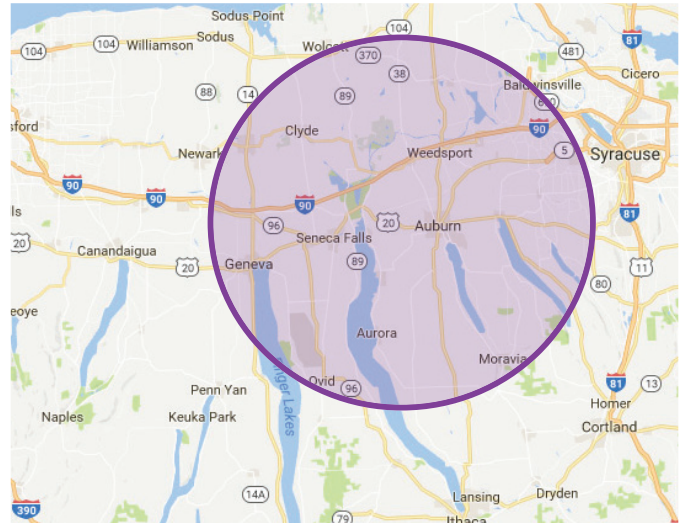 Sodus Point
104
104
104
Williamson
Sodus
Wolcott
370
481
81
Cicero
38
88
14
89
Baldwinsville
690
sford
Clyde
90
Newark
Weedsport
5
Syracuse
90
90
90
81
ls
20
96
20
Auburn
Seneca Falls
Canandaigua
20
Geneva
89
11
80
eoye
Aurora
Moravia
Finger Lakes
Ovid
96
81
13
Penn Yan
Homer
Naples
Keuka Park
Cortland
14A
Lansing
Dryden
390
79
Ithaca